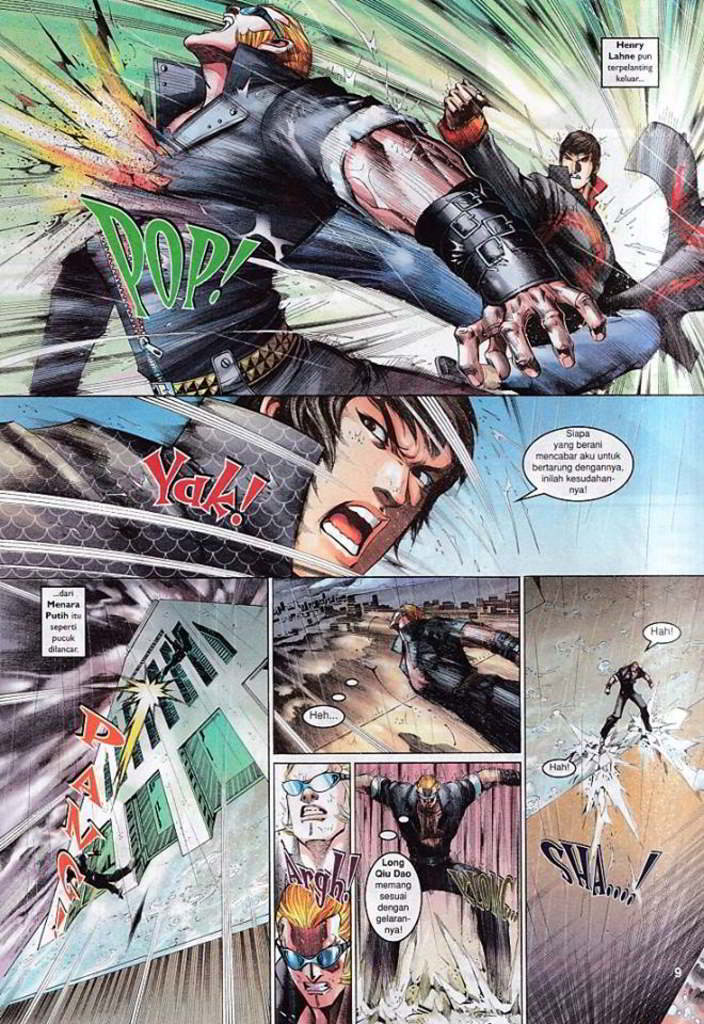 Henry
Lahne pun
terpelanting
keluar...
POP!
Yak!
Siapa
yang berani
mencabar aku untuk
bertarung dengannya,
inilah kesudahan-
nya!
...dari
Menara
Putih itu
seperti
pucuk
dilancar.
PANG
Heh...
Hah!
Hah!
SHA....!
Argh!
Long
Qiu Dao
memang
sesuai
dengan
gelaran-
nya!
9